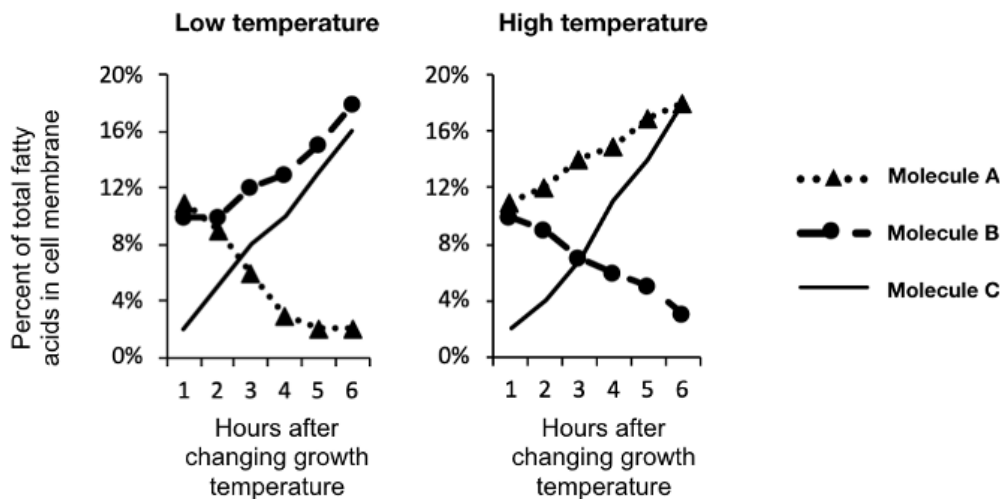 Low temperature
High temperature
Percent of total fatty
acids in cell membrane
20%
16%
12%
8%
4%
0%
1 2 3 4 5 6
Hours after
changing growth
temperature
20%
16%
12%
8%
4%
0%
1 2 3 4 5 6
Hours after
changing growth
temperature
Molecule A
Molecule B
Molecule C